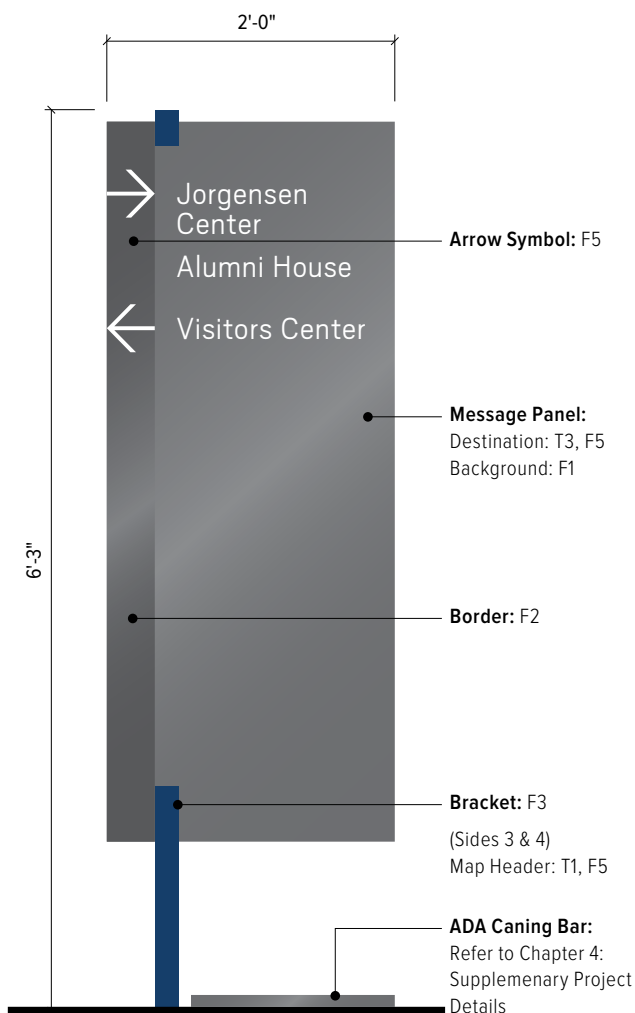 2'-0"
Jorgensen
Center
Alumni House
Visitors Center
6'-3"
Arrow Symbol: F5
Message Panel:
Destination: T3, F5
Background: F1
Border: F2
Bracket: F3
(Sides 3 & 4)
Map Header: T1, F5
ADA Caning Bar:
Refer to Chapter 4:
Supplemenary Project
Details